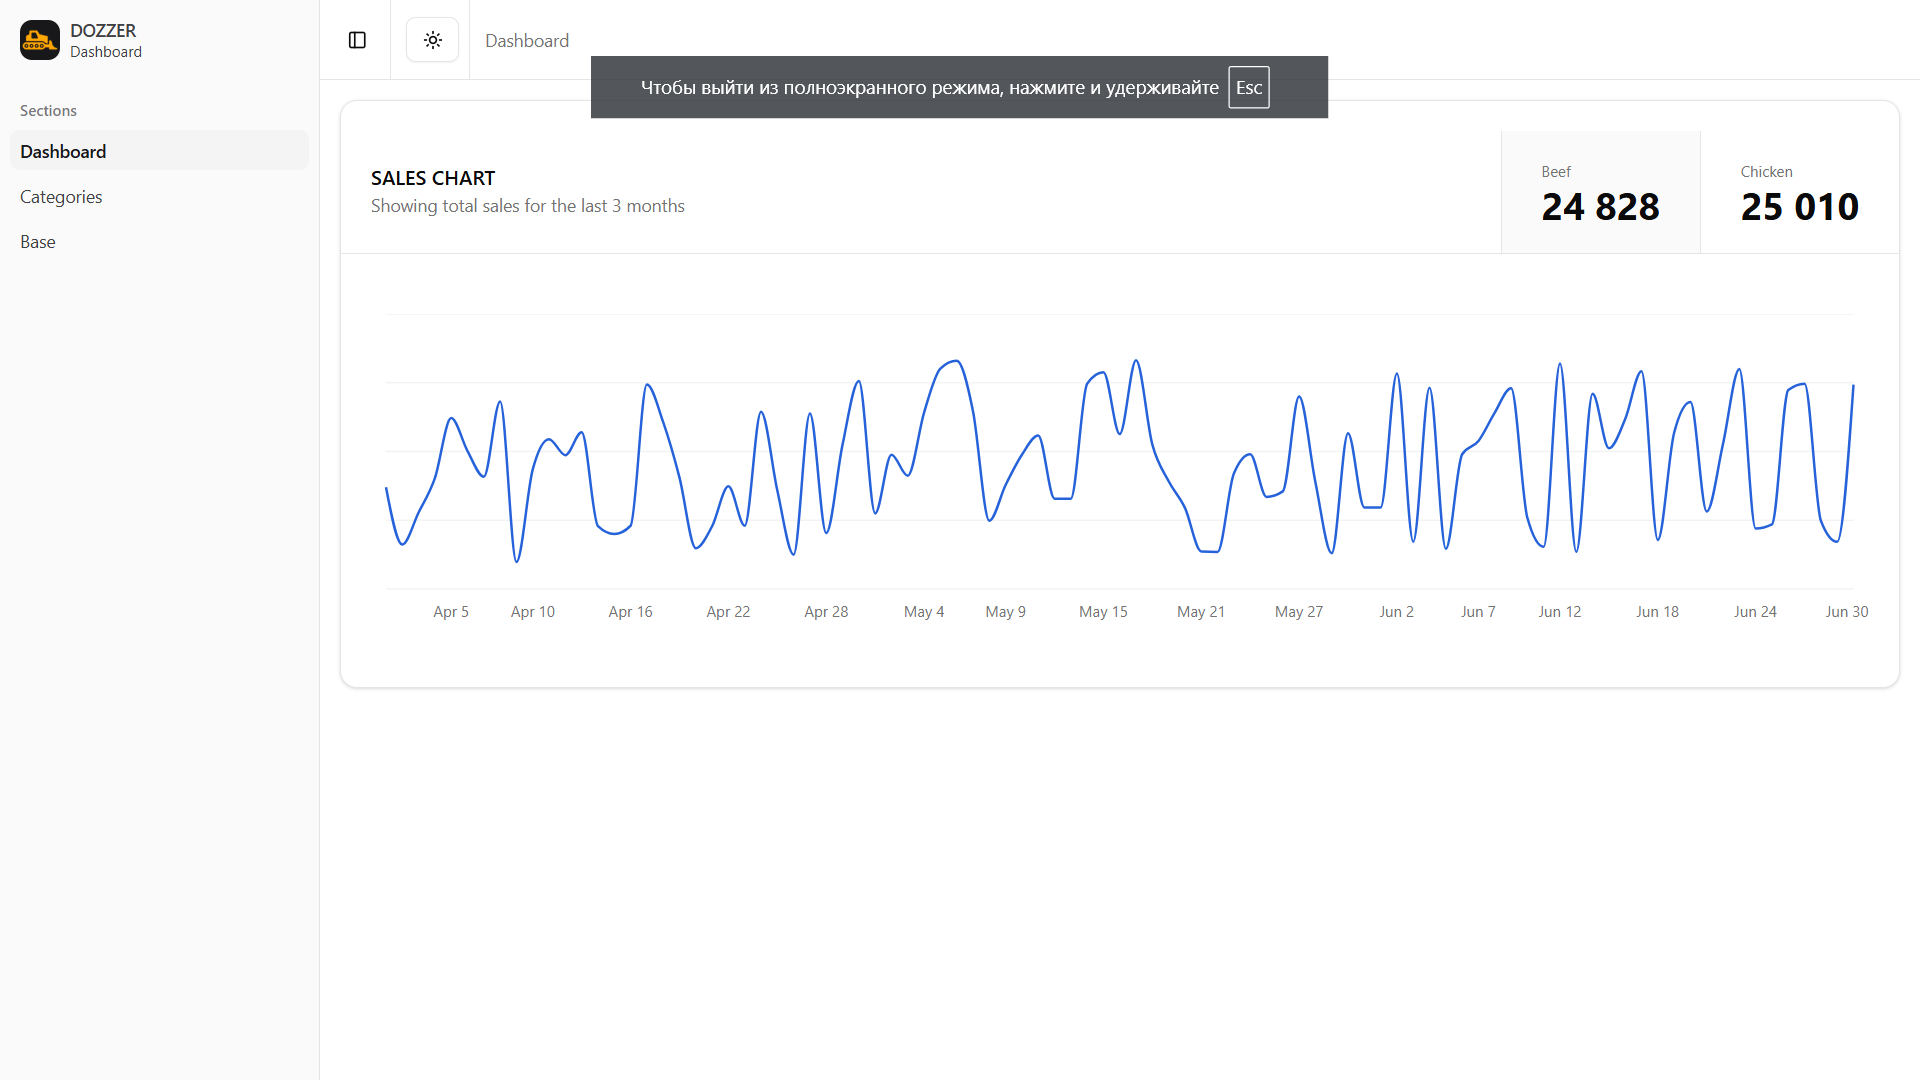 DOZZER
Dashboard
Sections
Dashboard
Categories
Base
Dashboard
Чтобы выйти из полноэкранного режима, нажмите и удерживайте Esc
SALES CHART
Showing total sales for the last 3 months
Beef
24 828
Chicken
25 010
Apr 5 Apr 10 Apr 16 Apr 22 Apr 28 May 4 May 9 May 15 May 21 May 27 Jun 2 Jun 7 Jun 12 Jun 18 Jun 24 Jun 30